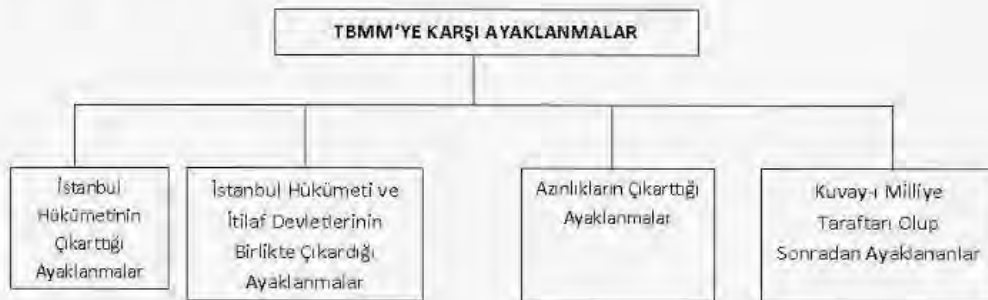 TBMM'YE KARŞI AYAKLANMALAR
İstanbul
Hükümetinin
Çıkarttığı
Ayaklanmalar
İstanbul Hükümeti ve
İtilaf Devletlerinin
Birlikte Çıkardığı
Ayaklanmalar
Azınlıkların Çıkarttığı
Ayaklanmalar
Kuvay-ı Milliye
Taraftarı Olup
Sonradan Ayaklananlar